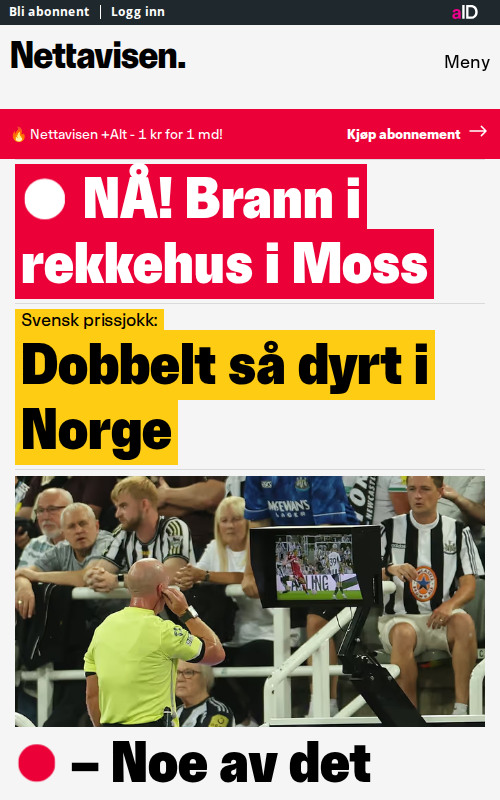 Bli abonnent | Logg inn aID
Nettavisen.
Meny
🔥 Nettavisen +Alt - 1 kr for 1 md! Kjøp abonnement →
NÅ! Brann i
rekkehus i Moss
Svensk prissjokk:
Dobbelt så dyrt i
Norge
McEWAN'S
LAGER
– Noe av det